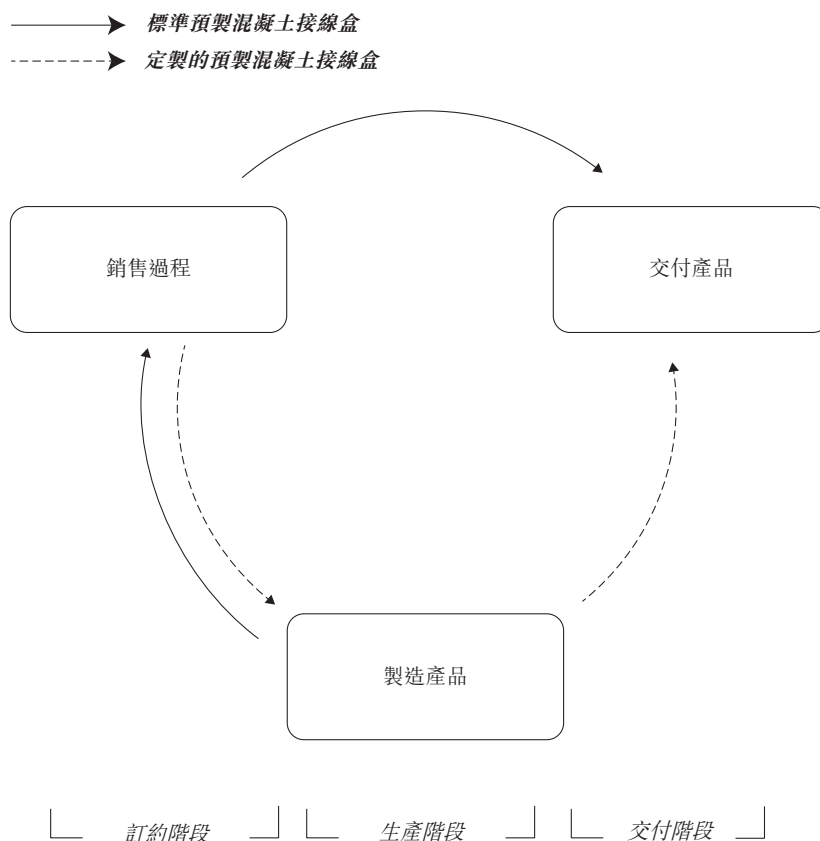 標準預製混凝土接線盒
定製的預製混凝土接線盒
銷售過程
交付產品
製造產品
訂約階段
生產階段
交付階段